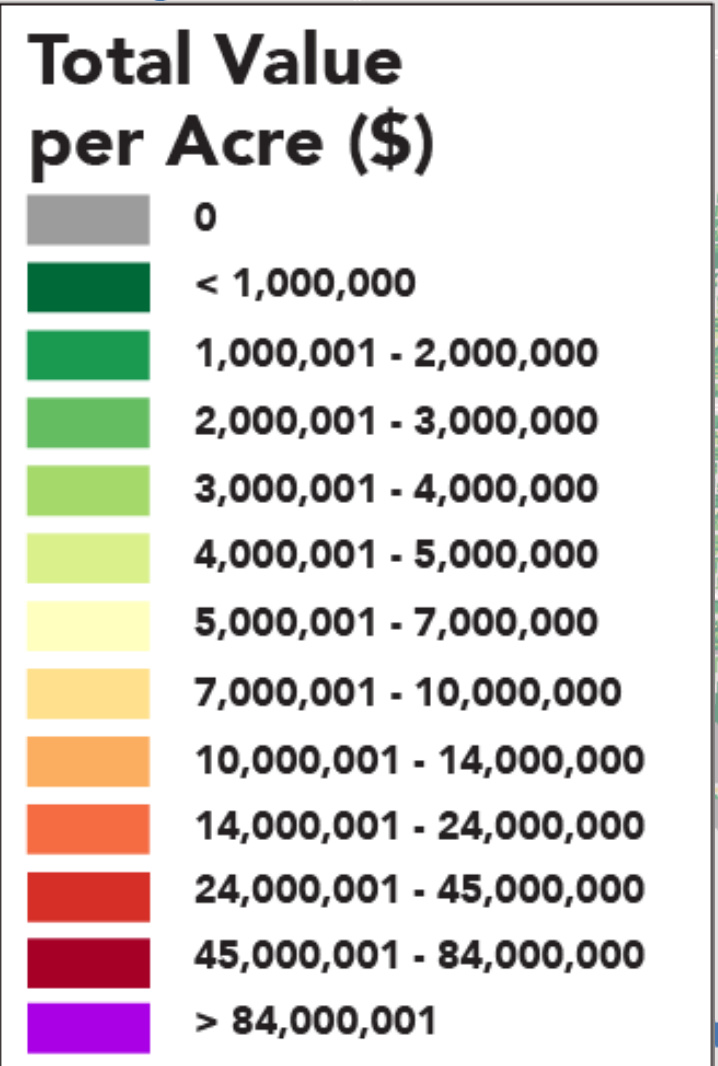 Total Value
per Acre ($)
0
< 1,000,000
1,000,001 - 2,000,000
2,000,001 - 3,000,000
3,000,001 - 4,000,000
4,000,001 - 5,000,000
5,000,001 - 7,000,000
7,000,001 - 10,000,000
10,000,001 - 14,000,000
14,000,001 - 24,000,000
24,000,001 - 45,000,000
45,000,001 - 84,000,000
> 84,000,001